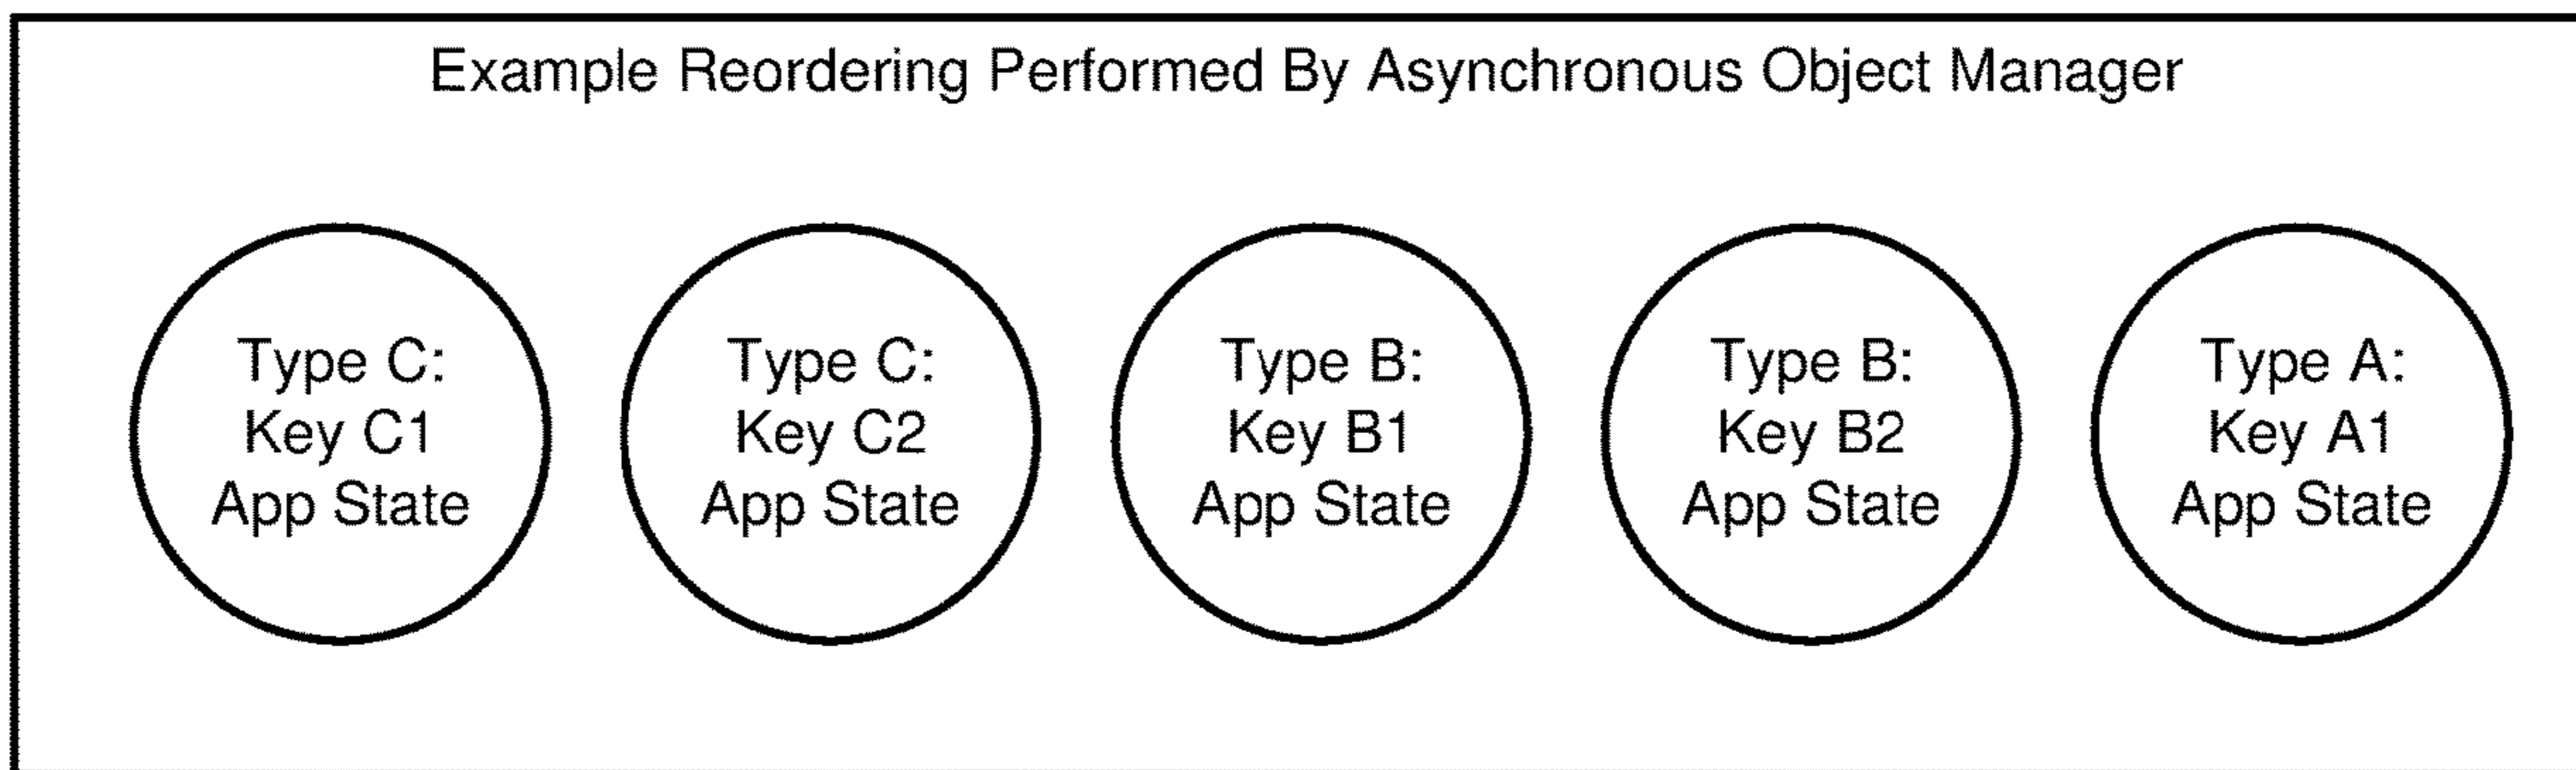 Example Reordering Performed By Asynchronous Object Manager
Type C:
Key C1
App State
Type C:
Key C2
App State
Type B:
Key B1
App State
Type B:
Key B2
App State
Type A:
Key A1
App State